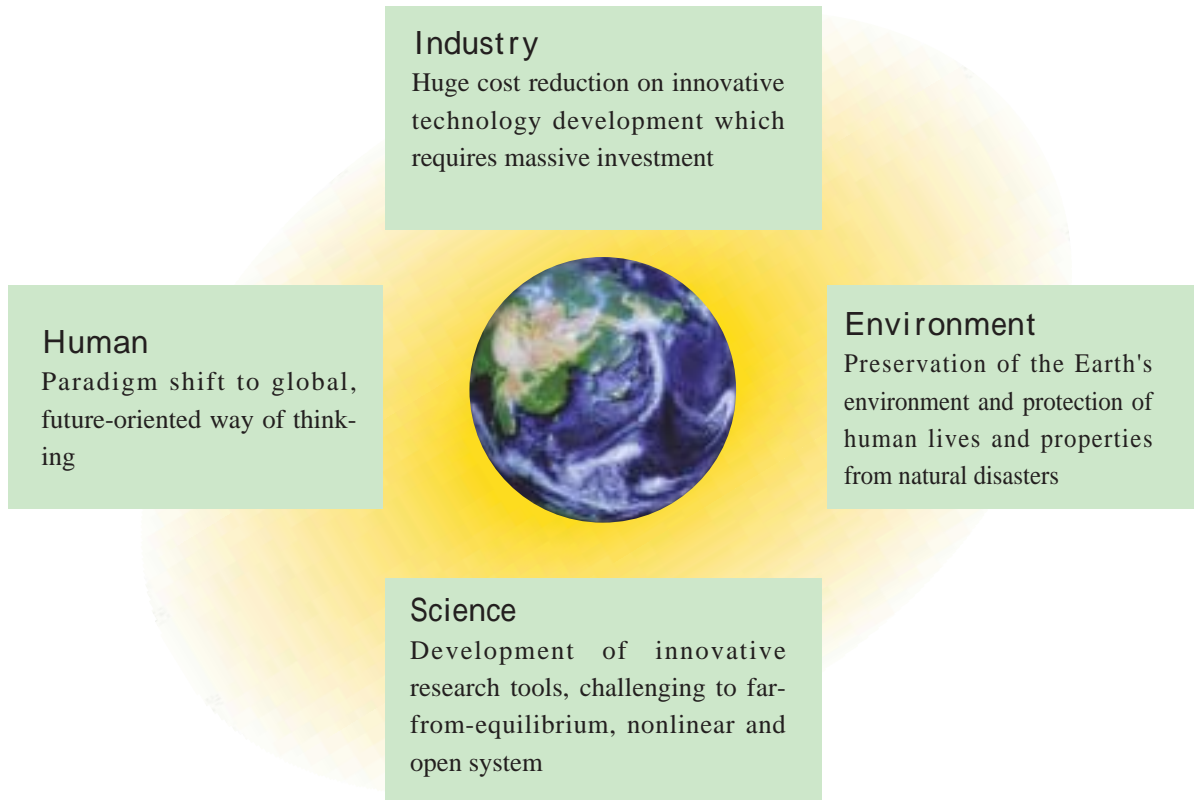 Industry
Huge cost reduction on innovative
technology development which
requires massive investment
Human
Paradigm shift to global,
future-oriented way of think-
ing
Environment
Preservation of the Earth's
environment and protection of
human lives and properties
from natural disasters
Science
Development of innovative
research tools, challenging to far-
from-equilibrium, nonlinear and
open system